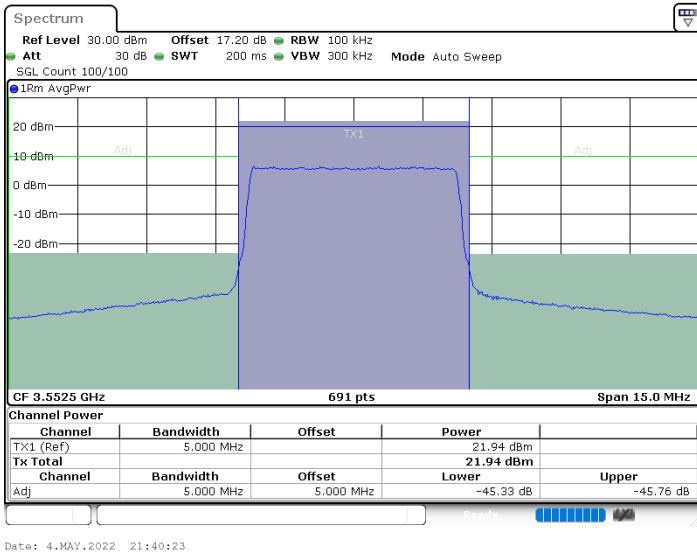 Spectrum
Ref Level 30.00 dBm Offset 17.20 dB RBW 100 kHz
Att 30 dB SWT 200 ms VBW 300 kHz Mode Auto Sweep
SGL Count 100/100
1Rm AvgPwr
20 dBm
TX1
Adj Adj
10 dBm
0 dBm
-10 dBm
-20 dBm
CF 3.5525 GHz 691 pts Span 15.0 MHz
Channel Power
Channel Bandwidth Offset Power
TX1 (Ref) 5.000 MHz 21.94 dBm
Tx Total 21.94 dBm
Channel Bandwidth Offset Lower Upper
Adj 5.000 MHz 5.000 MHz -45.33 dB -45.76 dB
Ready
Date: 4.MAY.2022 21:40:23